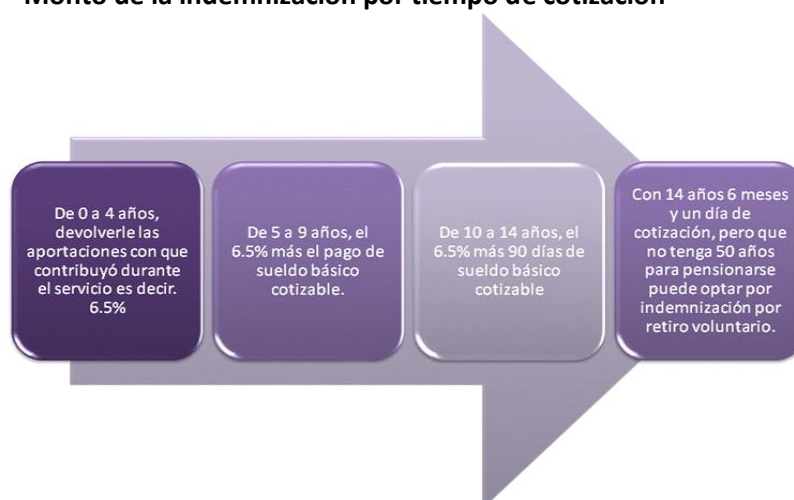 Monto de la indemnización por tiempo de cotización
De 0 a 4 años,
devolverle las
aportaciones con que
contribuyó durante
el servicio es decir.
6.5%
De 5 a 9 años, el
6.5% más el pago de
sueldo básico
cotizable.
De 10 a 14 años, el
6.5% más 90 días de
sueldo básico
cotizable
Con 14 años 6 meses
y un día de
cotización, pero que
no tenga 50 años
para pensionarse
puede optar por
indemnización por
retiro voluntario.